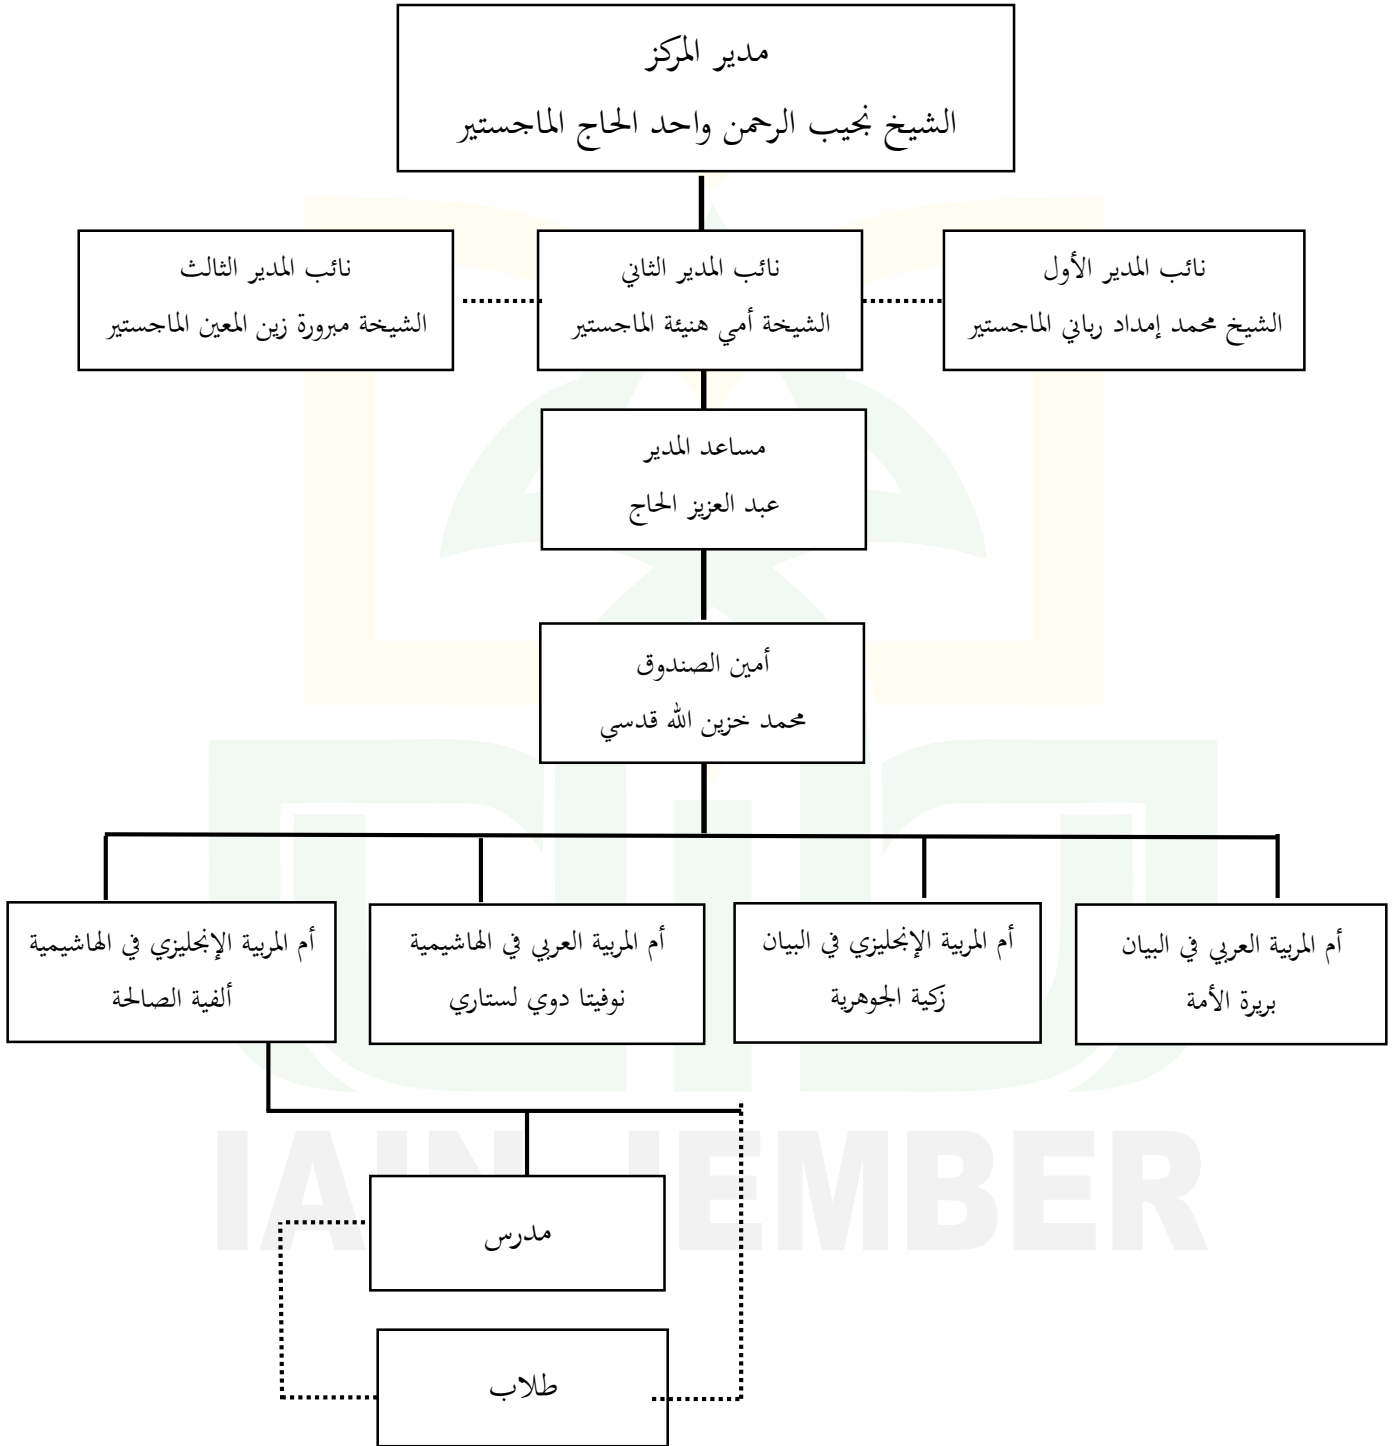 مدير المركز
الشيخ نجيب الرحمن واحد الحاج الماجستير
نائب المدير الأول
الشيخ محمد إمداد رباني الماجستير
نائب المدير الثاني
الشيخة أمي هنيئة الماجستير
نائب المدير الثالث
الشيخة مبرورة زين المعين الماجستير
مساعد المدير
عبد العزيز الحاج
أمين الصندوق
محمد خزين الله قدسي
أم المربية العربي في البيان
بريرة الأمة
أم المربية الإنجليزي في البيان
زكية الجوهرية
أم المربية العربي في الهاشيمية
نوفيتا دوي لستاري
أم المربية الإنجليزي في الهاشيمية
ألفية الصالحة
مدرس
طلاب
IAIN JEMBER